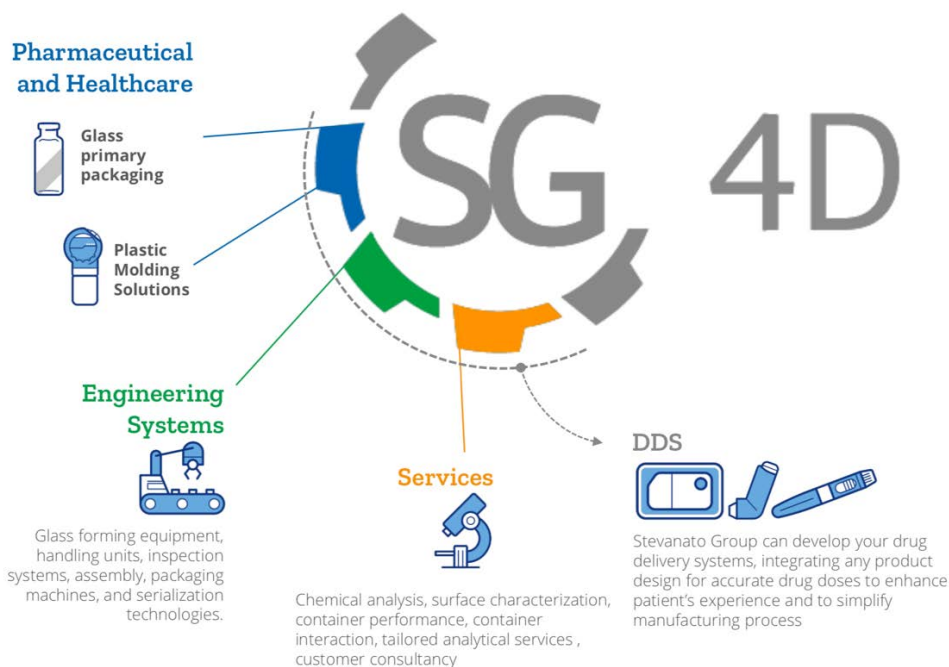 Pharmaceutical
and Healthcare
Glass
primary
packaging
Plastic
Molding
Solutions
SG 4D
Engineering
Systems
Glass forming equipment,
handling units, inspection
systems, assembly, packaging
machines, and serialization
technologies.
Services
Chemical analysis, surface characterization,
container performance, container
interaction, tailored analytical services ,
customer consultancy
DDS
Stevanato Group can develop your drug
delivery systems, integrating any product
design for accurate drug doses to enhance
patient's experience and to simplify
manufacturing process